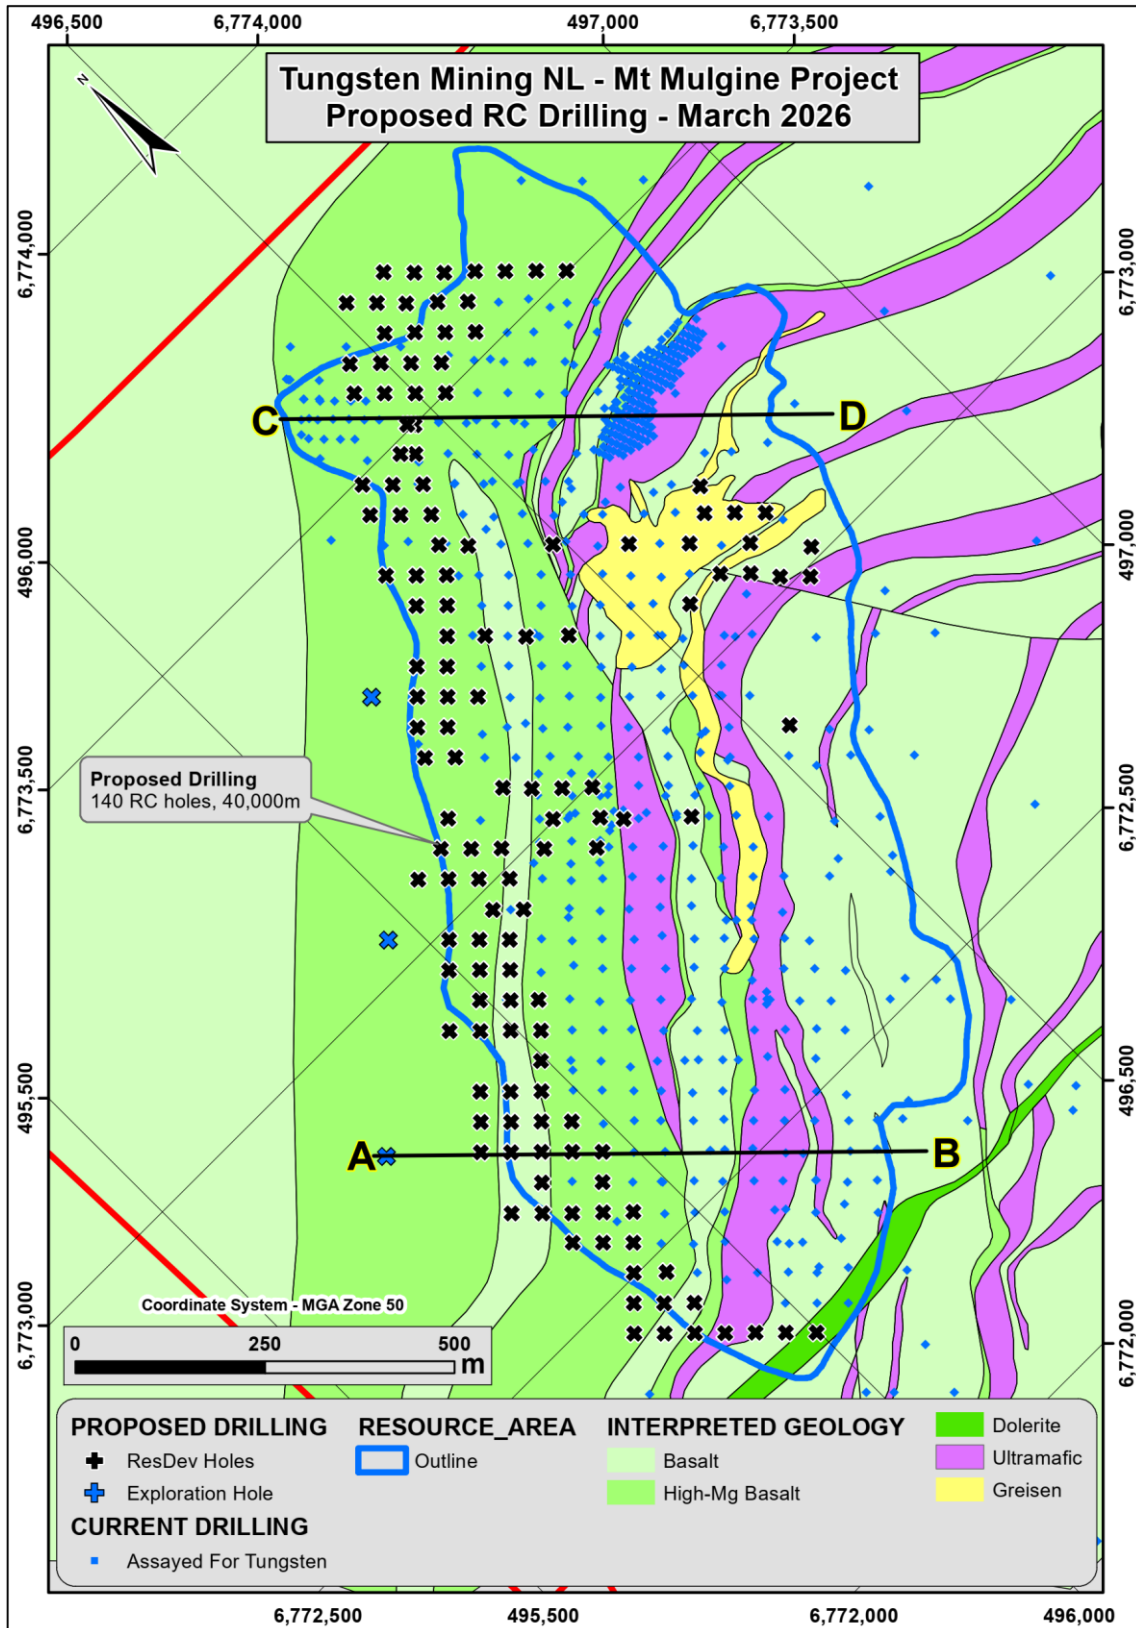 496,500
6,774,000
497,000
6,773,500
N
Tungsten Mining NL - Mt Mulgine Project
Proposed RC Drilling - March 2026
6,774,000
6,773,000
C
D
496,000
497,000
Proposed Drilling
140 RC holes, 40,000m
6,773,500
6,772,500
495,500
496,500
A
B
6,773,000
6,772,000
Coordinate System - MGA Zone 50
0 250 500
m
PROPOSED DRILLING
ResDev Holes
Exploration Hole
CURRENT DRILLING
Assayed For Tungsten
RESOURCE_AREA
Outline
INTERPRETED GEOLOGY
Basalt
High-Mg Basalt
Dolerite
Ultramafic
Greisen
6,772,500
495,500
6,772,000
496,000